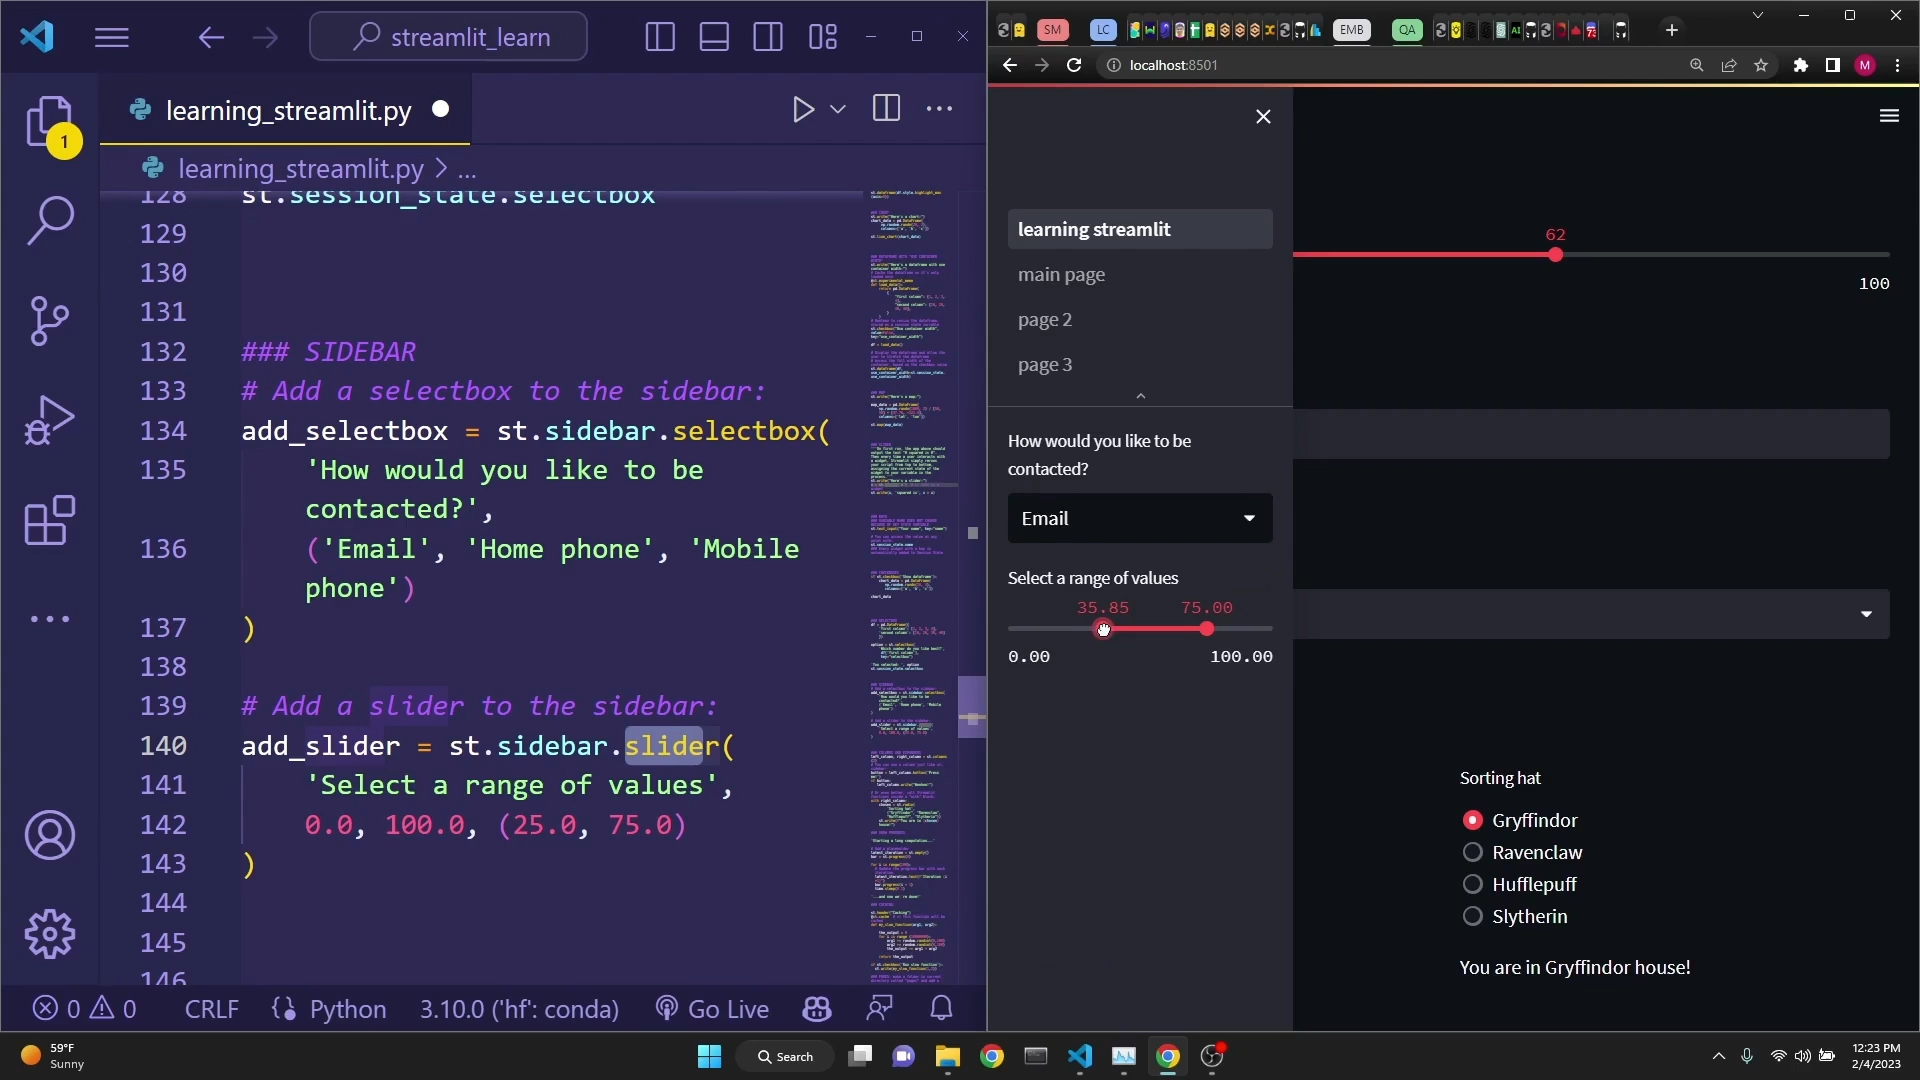 streamlit_learn
learning_streamlit.py
1
learning_streamlit.py > ...
128 st.session_state.selectbox
129
130
131
132 ### SIDEBAR
133 # Add a selectbox to the sidebar:
134 add_selectbox = st.sidebar.selectbox(
135 'How would you like to be
contacted?',
136 ('Email', 'Home phone', 'Mobile
phone')
137 )
138
139 # Add a slider to the sidebar:
140 add_slider = st.sidebar.slider(
141 'Select a range of values',
142 0.0, 100.0, (25.0, 75.0)
143 )
144
145
146
0 0 CRLF Python 3.10.0 ('hf': conda) Go Live
SM LC EMB QA
localhost:8501 M
learning streamlit
main page
page 2
page 3
How would you like to be
contacted?
Email
Select a range of values
35.85 75.00
0.00 100.00
62
100
Sorting hat
Gryffindor
Ravenclaw
Hufflepuff
Slytherin
You are in Gryffindor house!
59°F
Sunny
Search
12:23 PM
2/4/2023